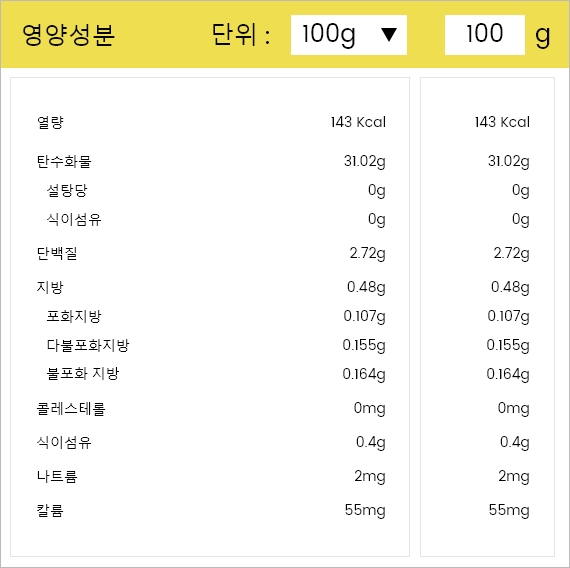 영양성분 단위 : 100g ▼ 100 g
열량 143 Kcal 143 Kcal
탄수화물 31.02g 31.02g
설탕당 0g 0g
식이섬유 0g 0g
단백질 2.72g 2.72g
지방 0.48g 0.48g
포화지방 0.107g 0.107g
다불포화지방 0.155g 0.155g
불포화 지방 0.164g 0.164g
콜레스테롤 0mg 0mg
식이섬유 0.4g 0.4g
나트륨 2mg 2mg
칼륨 55mg 55mg